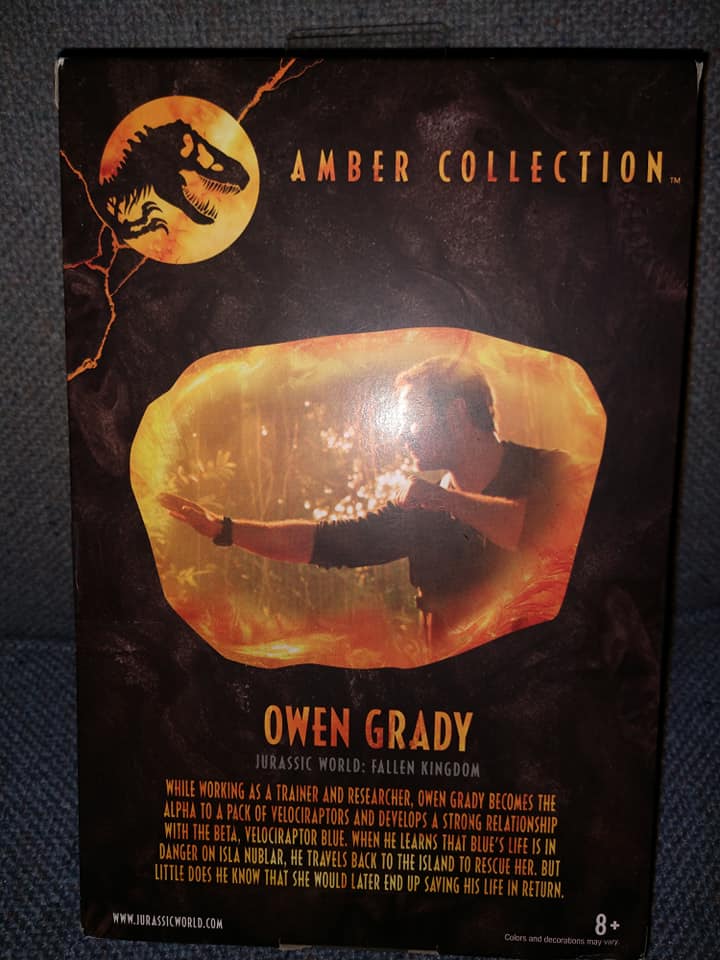 AMBER COLLECTION™
OWEN GRADY
JURASSIC WORLD: FALLEN KINGDOM
WHILE WORKING AS A TRAINER AND RESEARCHER, OWEN GRADY BECOMES THE
ALPHA TO A PACK OF VELOCIRAPTORS AND DEVELOPS A STRONG RELATIONSHIP
WITH THE BETA, VELOCIRAPTOR BLUE. WHEN HE LEARNS THAT BLUE'S LIFE IS IN
DANGER ON ISLA NUBLAR, HE TRAVELS BACK TO THE ISLAND TO RESCUE HER. BUT
LITTLE DOES HE KNOW THAT SHE WOULD LATER END UP SAVING HIS LIFE IN RETURN.
WWW.JURASSICWORLD.COM
8+
Colors and decorations may vary.